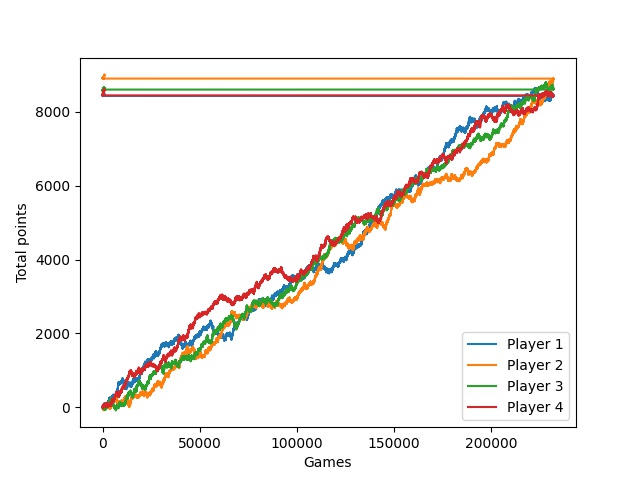 8000
6000
4000
2000
0
Total points
0
50000
100000
150000
200000
Games
Player 1
Player 2
Player 3
Player 4